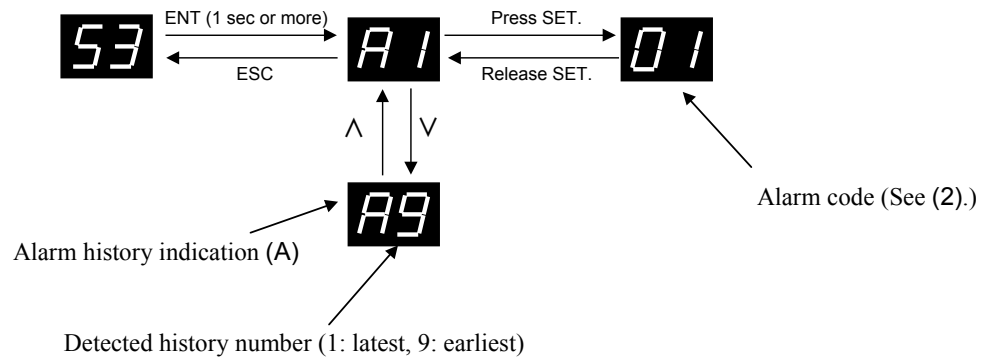 ENT (1 sec or more)
Press SET.
53
A1
01
ESC
Release SET.
∧
∨
A9
Alarm code (See (2).)
Alarm history indication (A)
Detected history number (1: latest, 9: earliest)